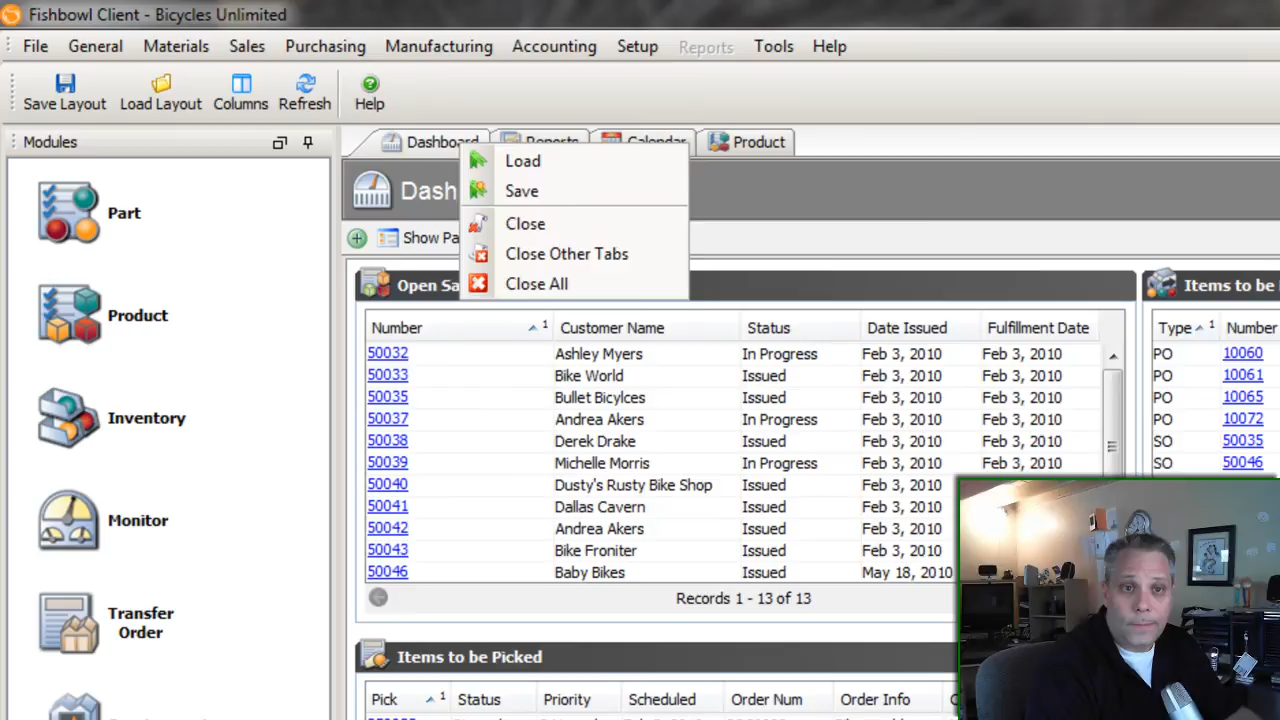 Fishbowl Client - Bicycles Unlimited
File General Materials Sales Purchasing Manufacturing Accounting Setup Reports Tools Help
Save Layout Load Layout Columns Refresh Help
Modules
Dashboard Reports Calendar Product
Load
Save
Close
Close Other Tabs
Close All
Dash
Show Pa
Part
Product
Inventory
Monitor
Transfer
Order
Open Sa
Items to be
Number 1 Customer Name Status Date Issued Fulfillment Date
50032 Ashley Myers In Progress Feb 3, 2010 Feb 3, 2010
50033 Bike World Issued Feb 3, 2010 Feb 3, 2010
50035 Bullet Bicylces Issued Feb 3, 2010 Feb 3, 2010
50037 Andrea Akers In Progress Feb 3, 2010 Feb 3, 2010
50038 Derek Drake Issued Feb 3, 2010 Feb 3, 2010
50039 Michelle Morris In Progress Feb 3, 2010 Feb 3, 2010
50040 Dusty's Rusty Bike Shop Issued Feb 3, 2010
50041 Dallas Cavern Issued Feb 3, 2010
50042 Andrea Akers Issued Feb 3, 2010
50043 Bike Froniter Issued Feb 3, 2010
50046 Baby Bikes Issued May 18, 2010
Records 1 - 13 of 13
Type 1 Number
PO 10060
PO 10061
PO 10065
PO 10072
SO 50035
SO 50046
Items to be Picked
Pick 1 Status Priority Scheduled Order Num Order Info